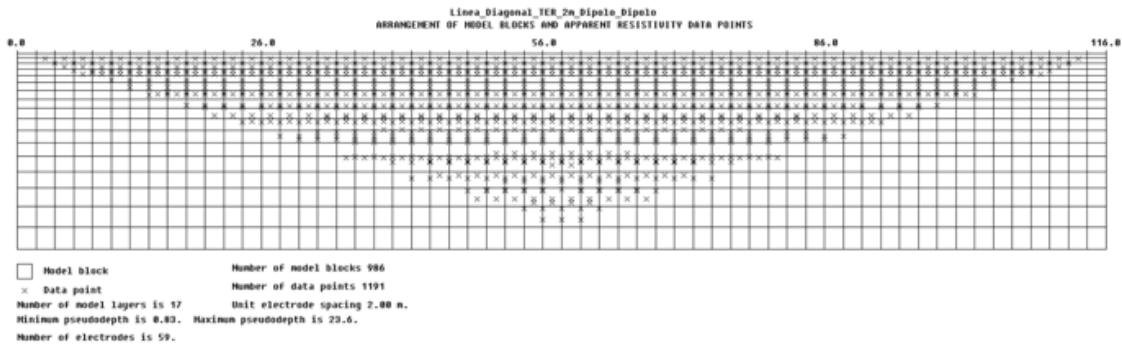 Linea_Diagonal_TER_2m_Dipolo_Dipolo
ARRANGEMENT OF MODEL BLOCKS AND APPARENT RESISTIVITY DATA POINTS
0.0 26.0 56.0 86.0 116.0
Model block Number of model blocks 986
Data point Number of data points 1191
Number of model layers is 17 Unit electrode spacing 2.00 m.
Minimum pseudodepth is 0.83. Maximum pseudodepth is 23.6.
Number of electrodes is 59.